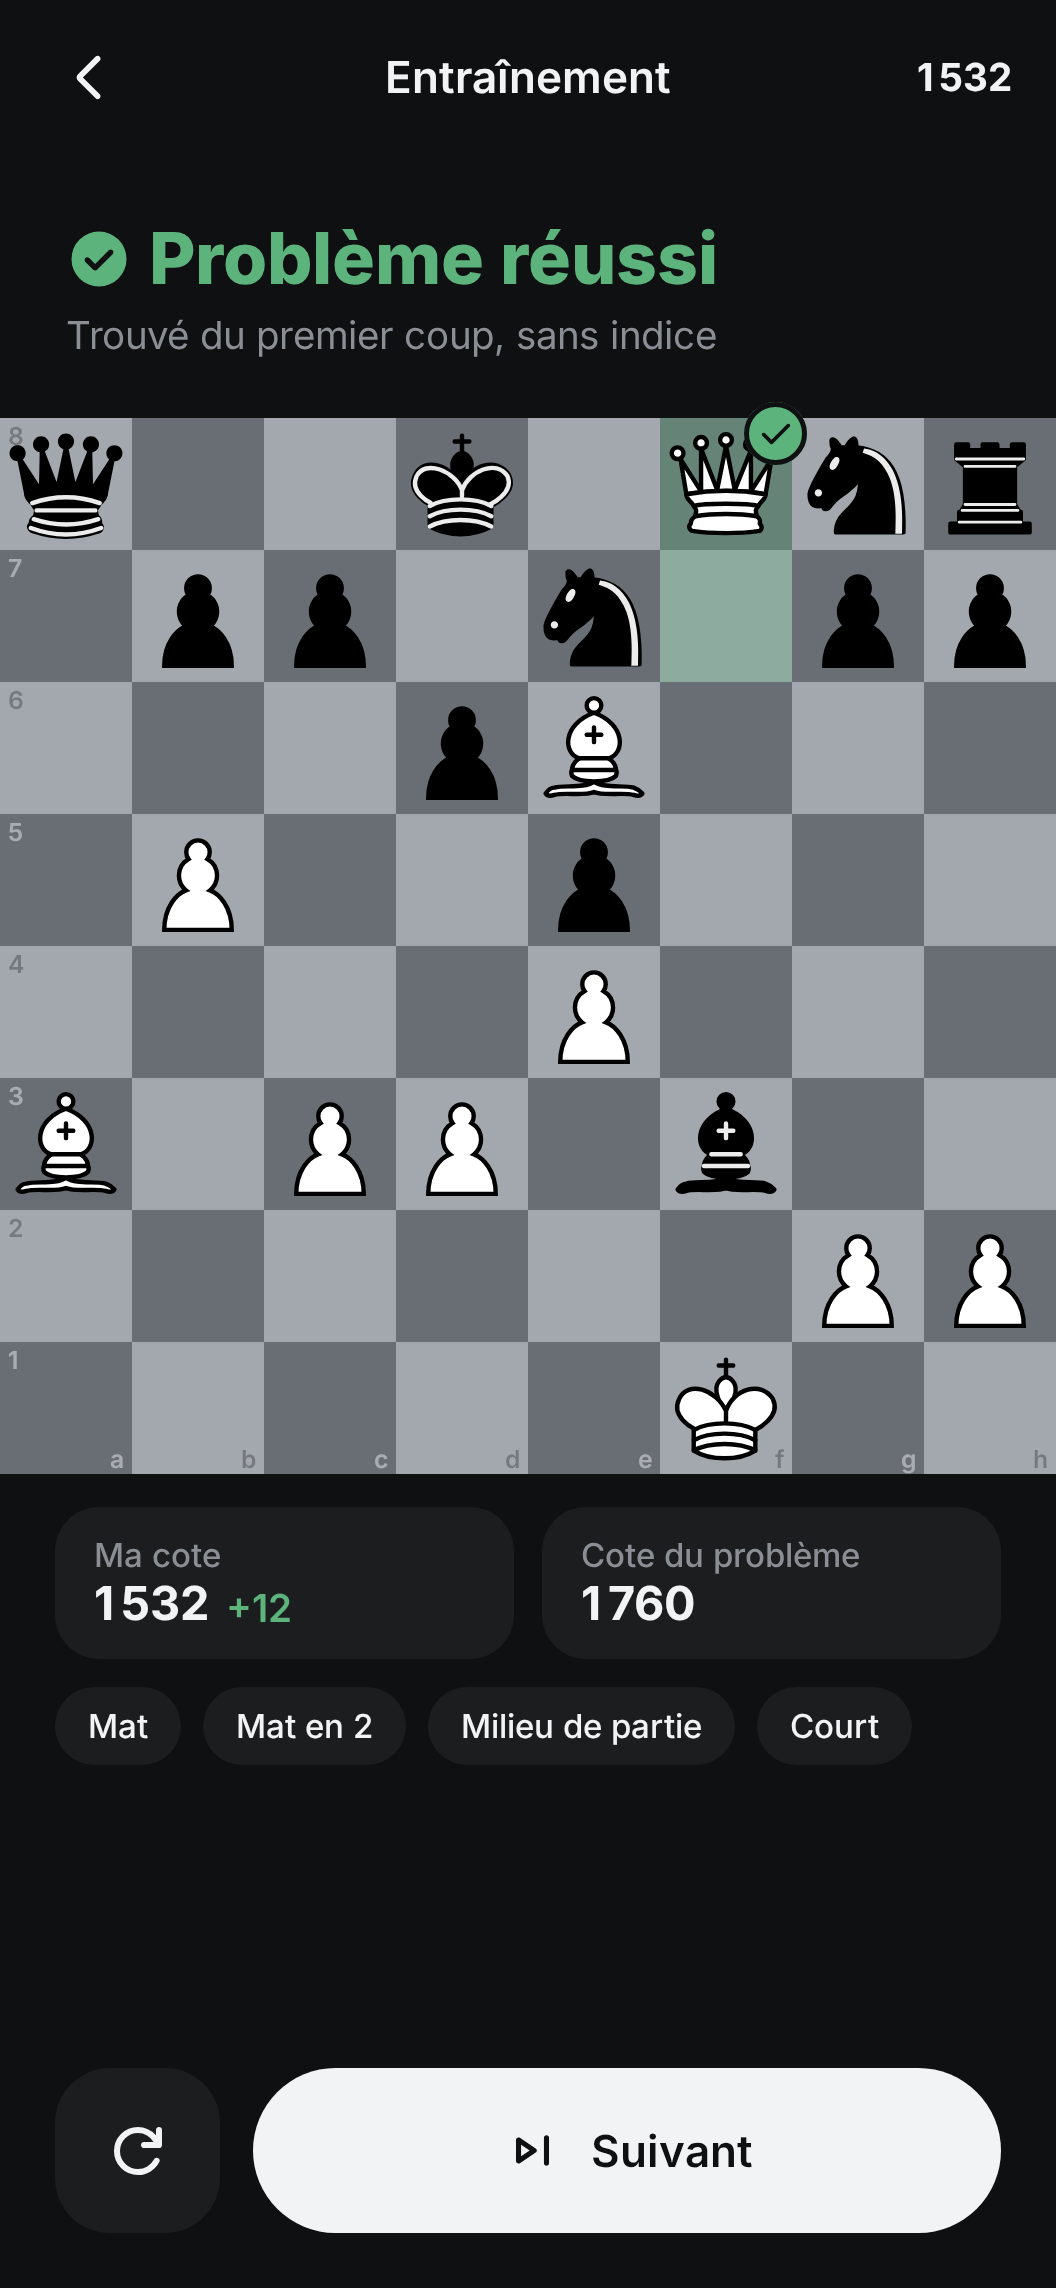 Entraînement
1532
Problème réussi
Trouvé du premier coup, sans indice
8
7
6
5
4
3
2
1
a b c d e f g h
Ma cote
1532 +12
Cote du problème
1760
Mat
Mat en 2
Milieu de partie
Court
Suivant